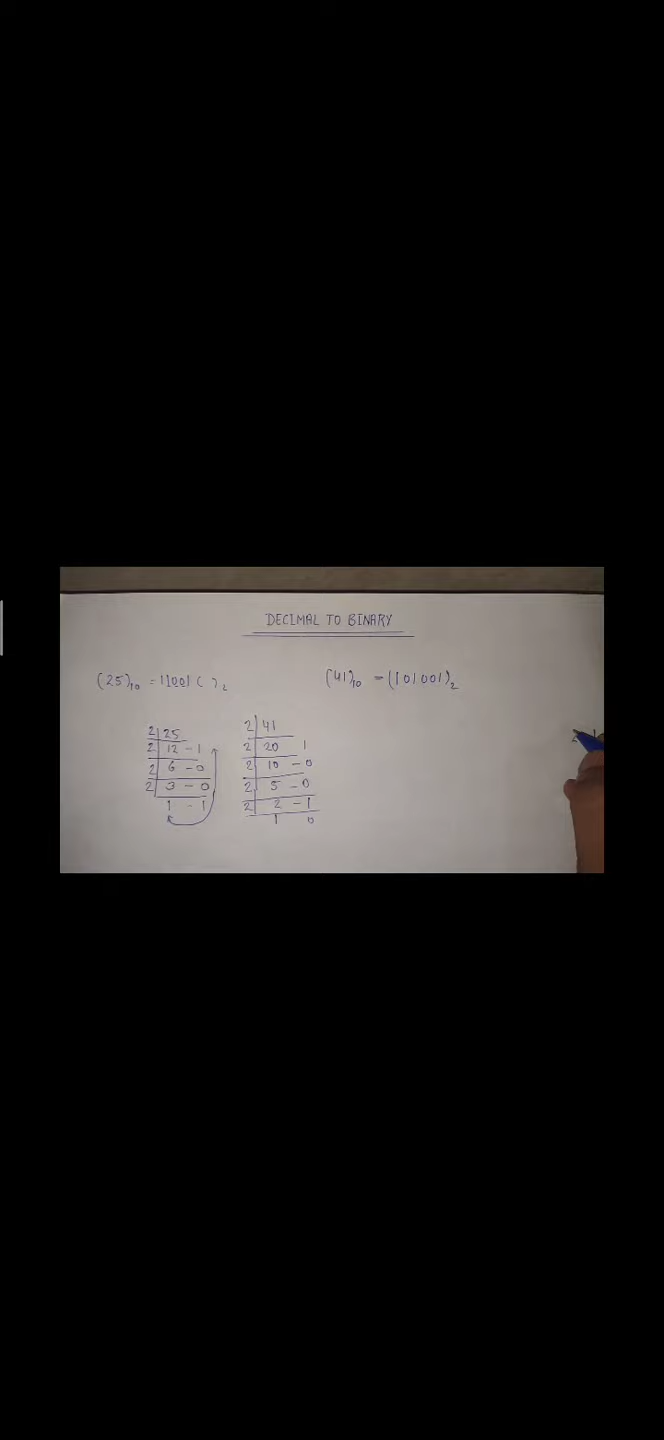 DECIMAL TO BINARY
(25)₁₀ = 11001 ( )₂
(41)₁₀ = (101001)₂
2 25
2 12 - 1
2 6 - 0
2 3 - 0
1 - 1
2 41
2 20 1
2 10 - 0
2 5 - 0
2 2 - 1
1 0